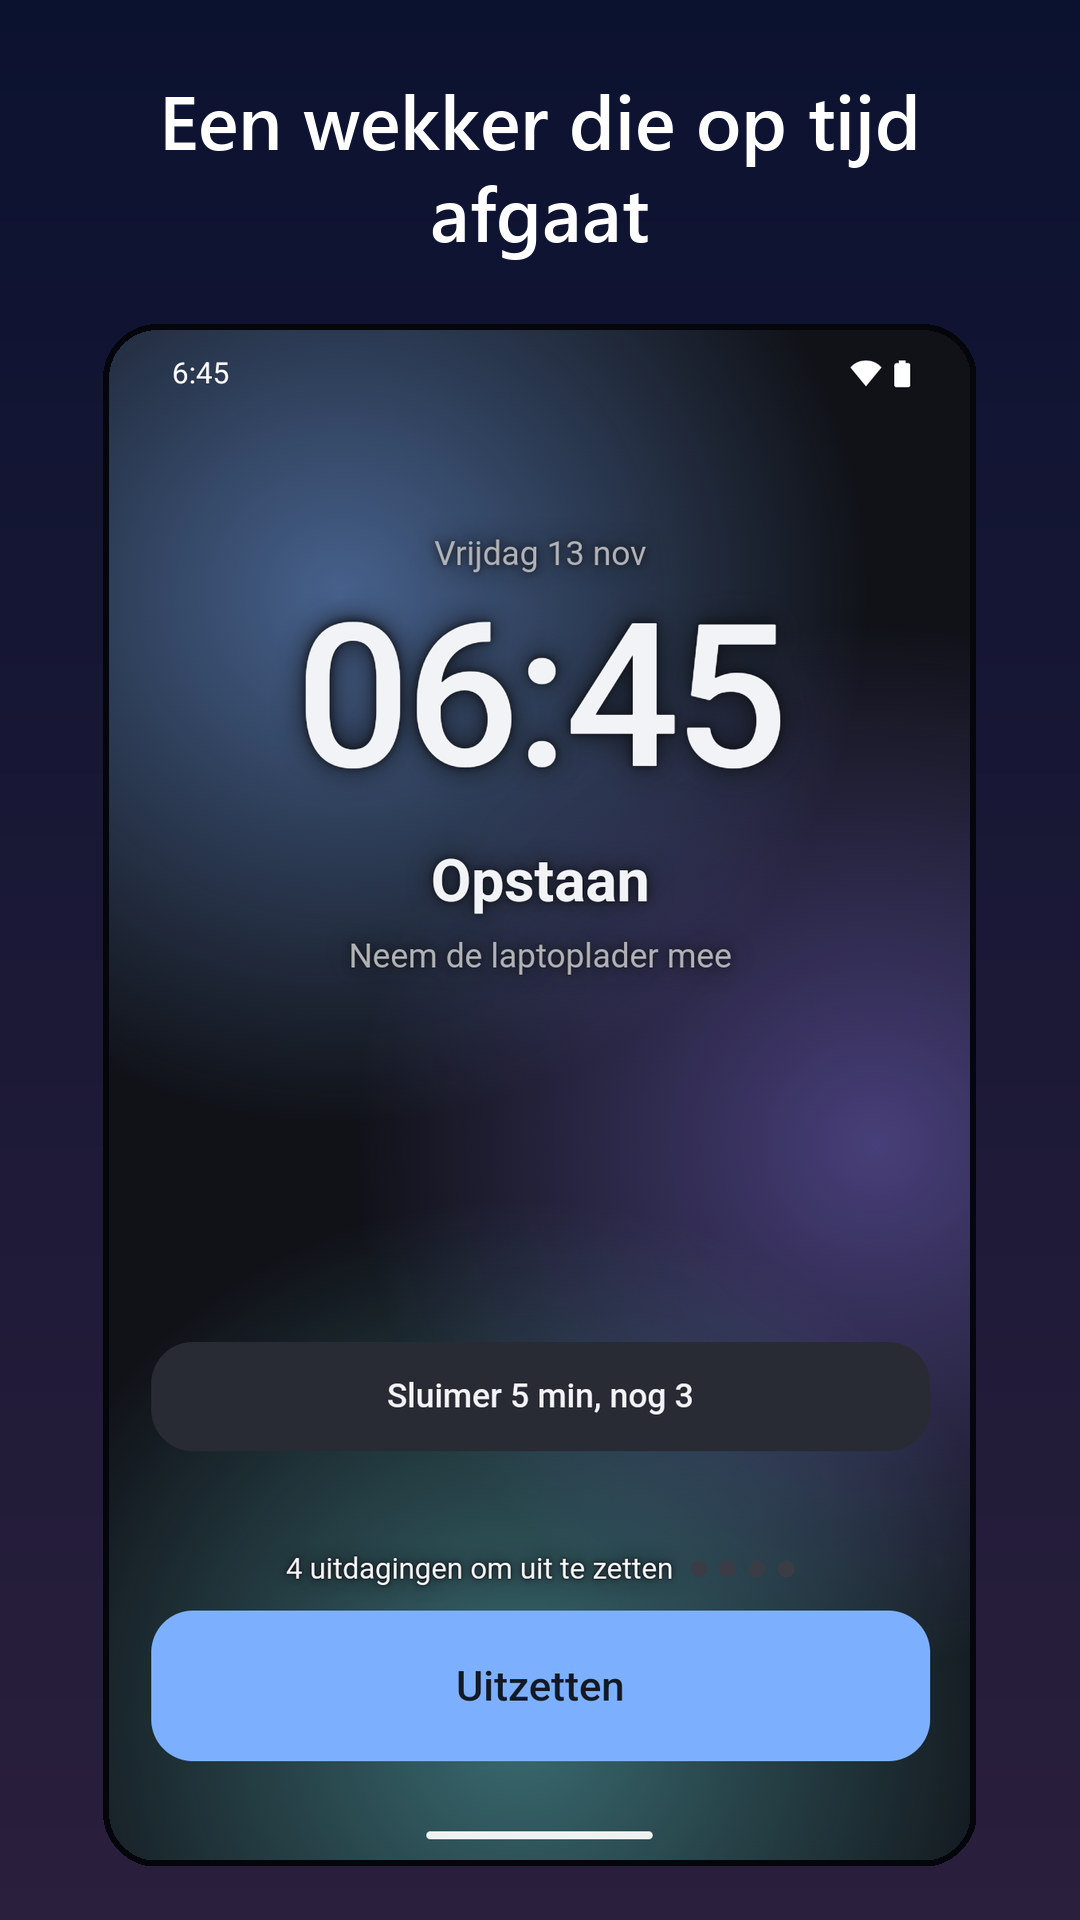 Een wekker die op tijd
afgaat
6:45
Vrijdag 13 nov
06:45
Opstaan
Neem de laptoplader mee
Sluimer 5 min, nog 3
4 uitdagingen om uit te zetten
Uitzetten